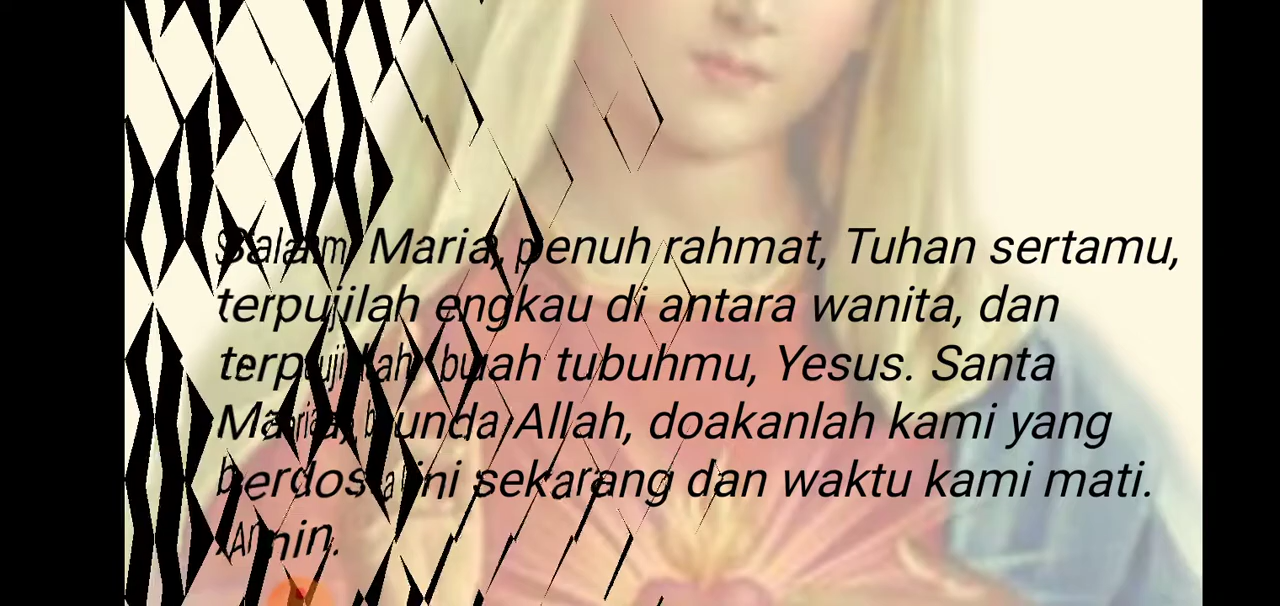 Salam Maria, penuh rahmat, Tuhan sertamu,
terpujilah engkau di antara wanita, dan
terpujilah buah tubuhmu, Yesus. Santa
Maria, bunda Allah, doakanlah kami yang
berdosa ini sekarang dan waktu kami mati.
Amin.